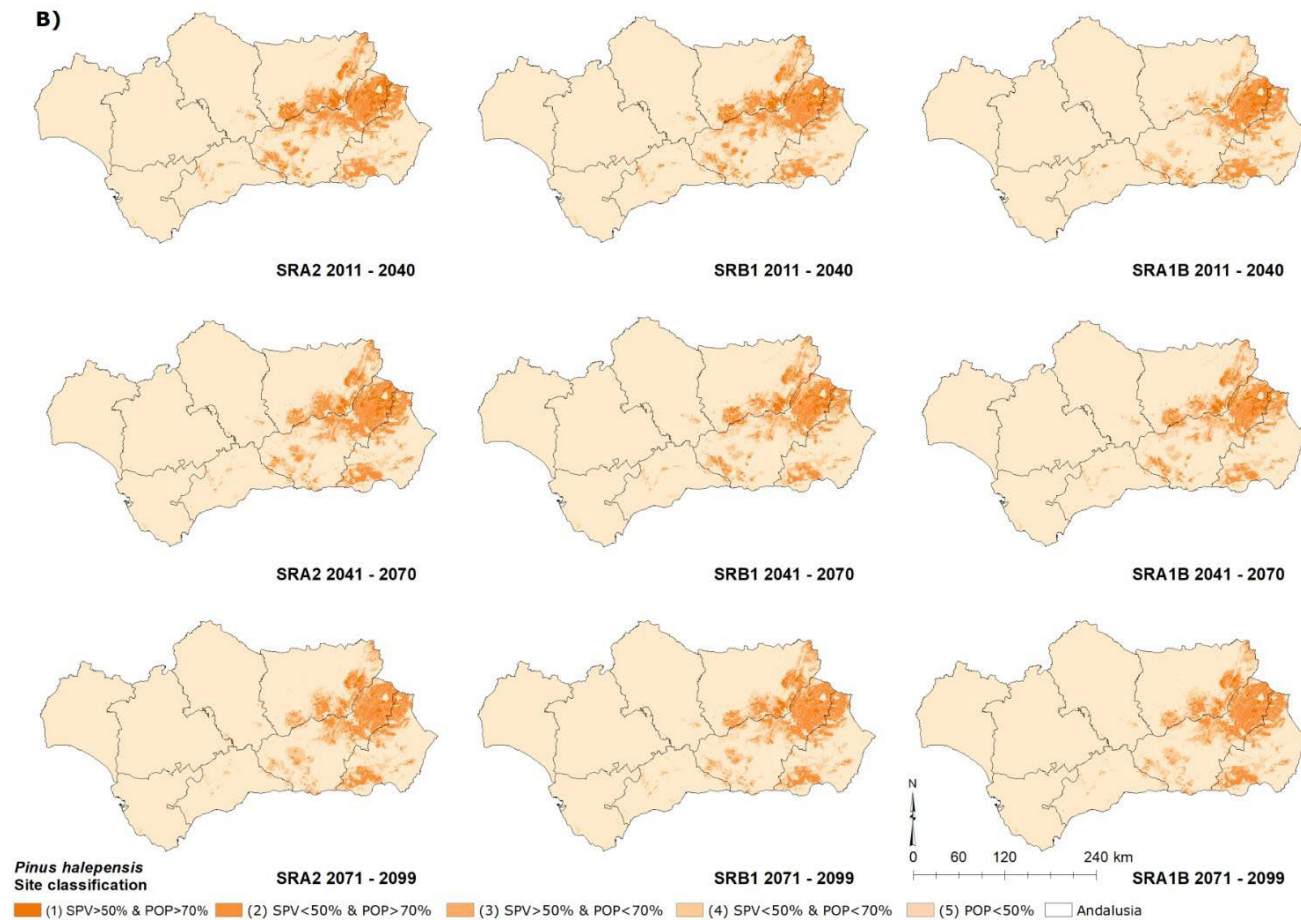 B)
SRA2 2011 - 2040
SRB1 2011 - 2040
SRA1B 2011 - 2040
SRA2 2041 - 2070
SRB1 2041 - 2070
SRA1B 2041 - 2070
N
0 60 120 240 km
Pinus halepensis
Site classification
SRA2 2071 - 2099
SRB1 2071 - 2099
SRA1B 2071 - 2099
(1) SPV>50% & POP>70% (2) SPV<50% & POP>70% (3) SPV>50% & POP<70% (4) SPV<50% & POP<70% (5) POP<50% Andalusia